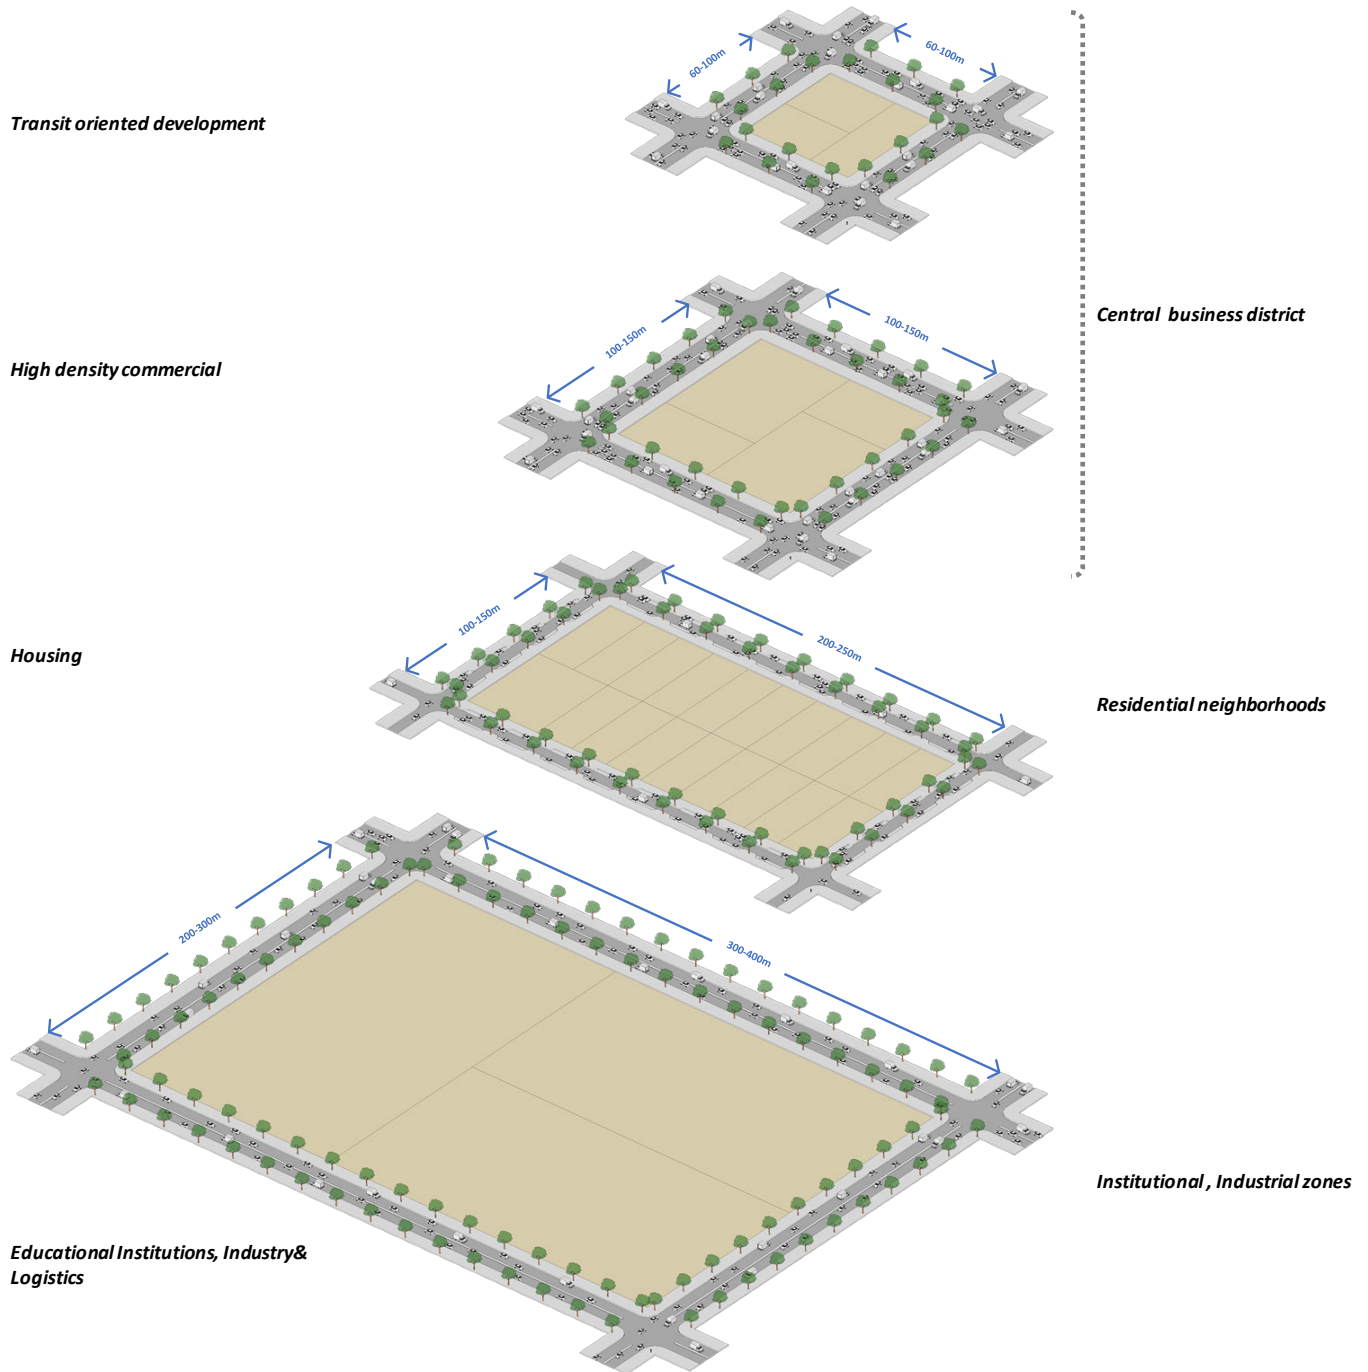 60-100m
60-100m
Transit oriented development
Central  business district
100-150m
100-150m
High density commercial
100-150m
200-250m
Housing
Residential neighborhoods
200-300m
300-400m
Institutional , Industrial zones
Educational Institutions, Industry&
Logistics